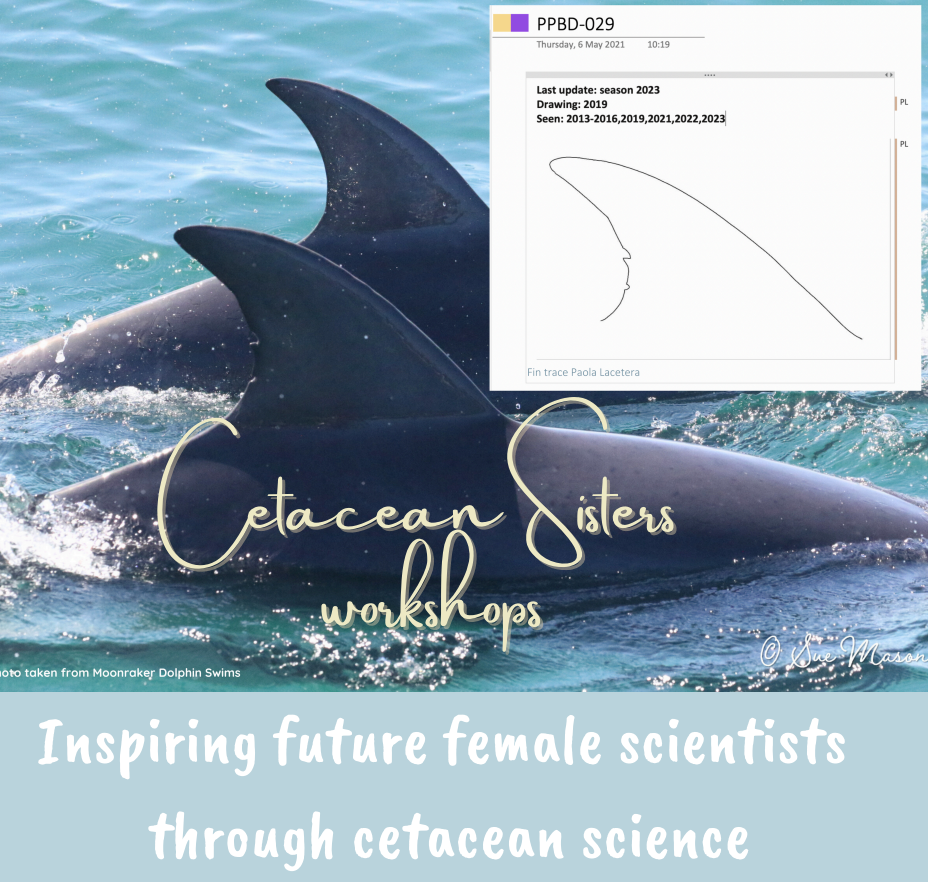 PPBD-029
Thursday, 6 May 2021 10:19
Last update: season 2023
Drawing: 2019
Seen: 2013-2016,2019,2021,2022,2023
PL
PL
Fin trace Paola Lacetera
Cetacean Sisters
workshops
© Sue Mason
oto taken from Moonraker Dolphin Swims
Inspiring future female scientists
through cetacean science